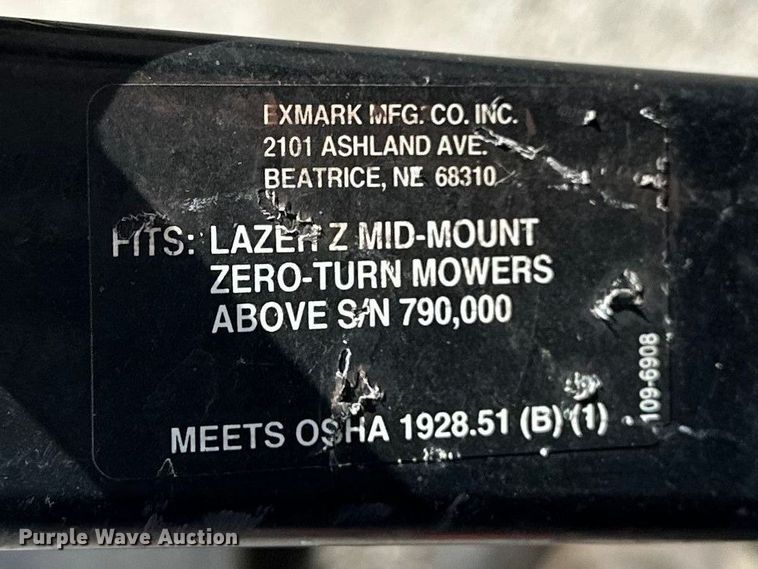 EXMARK MFG. CO. INC.
2101 ASHLAND AVE.
BEATRICE, NE 68310
FITS: LAZER Z MID-MOUNT
ZERO-TURN MOWERS
ABOVE S/N 790,000
109-6908
MEETS OSHA 1928.51 (B) (1)
Purple Wave Auction